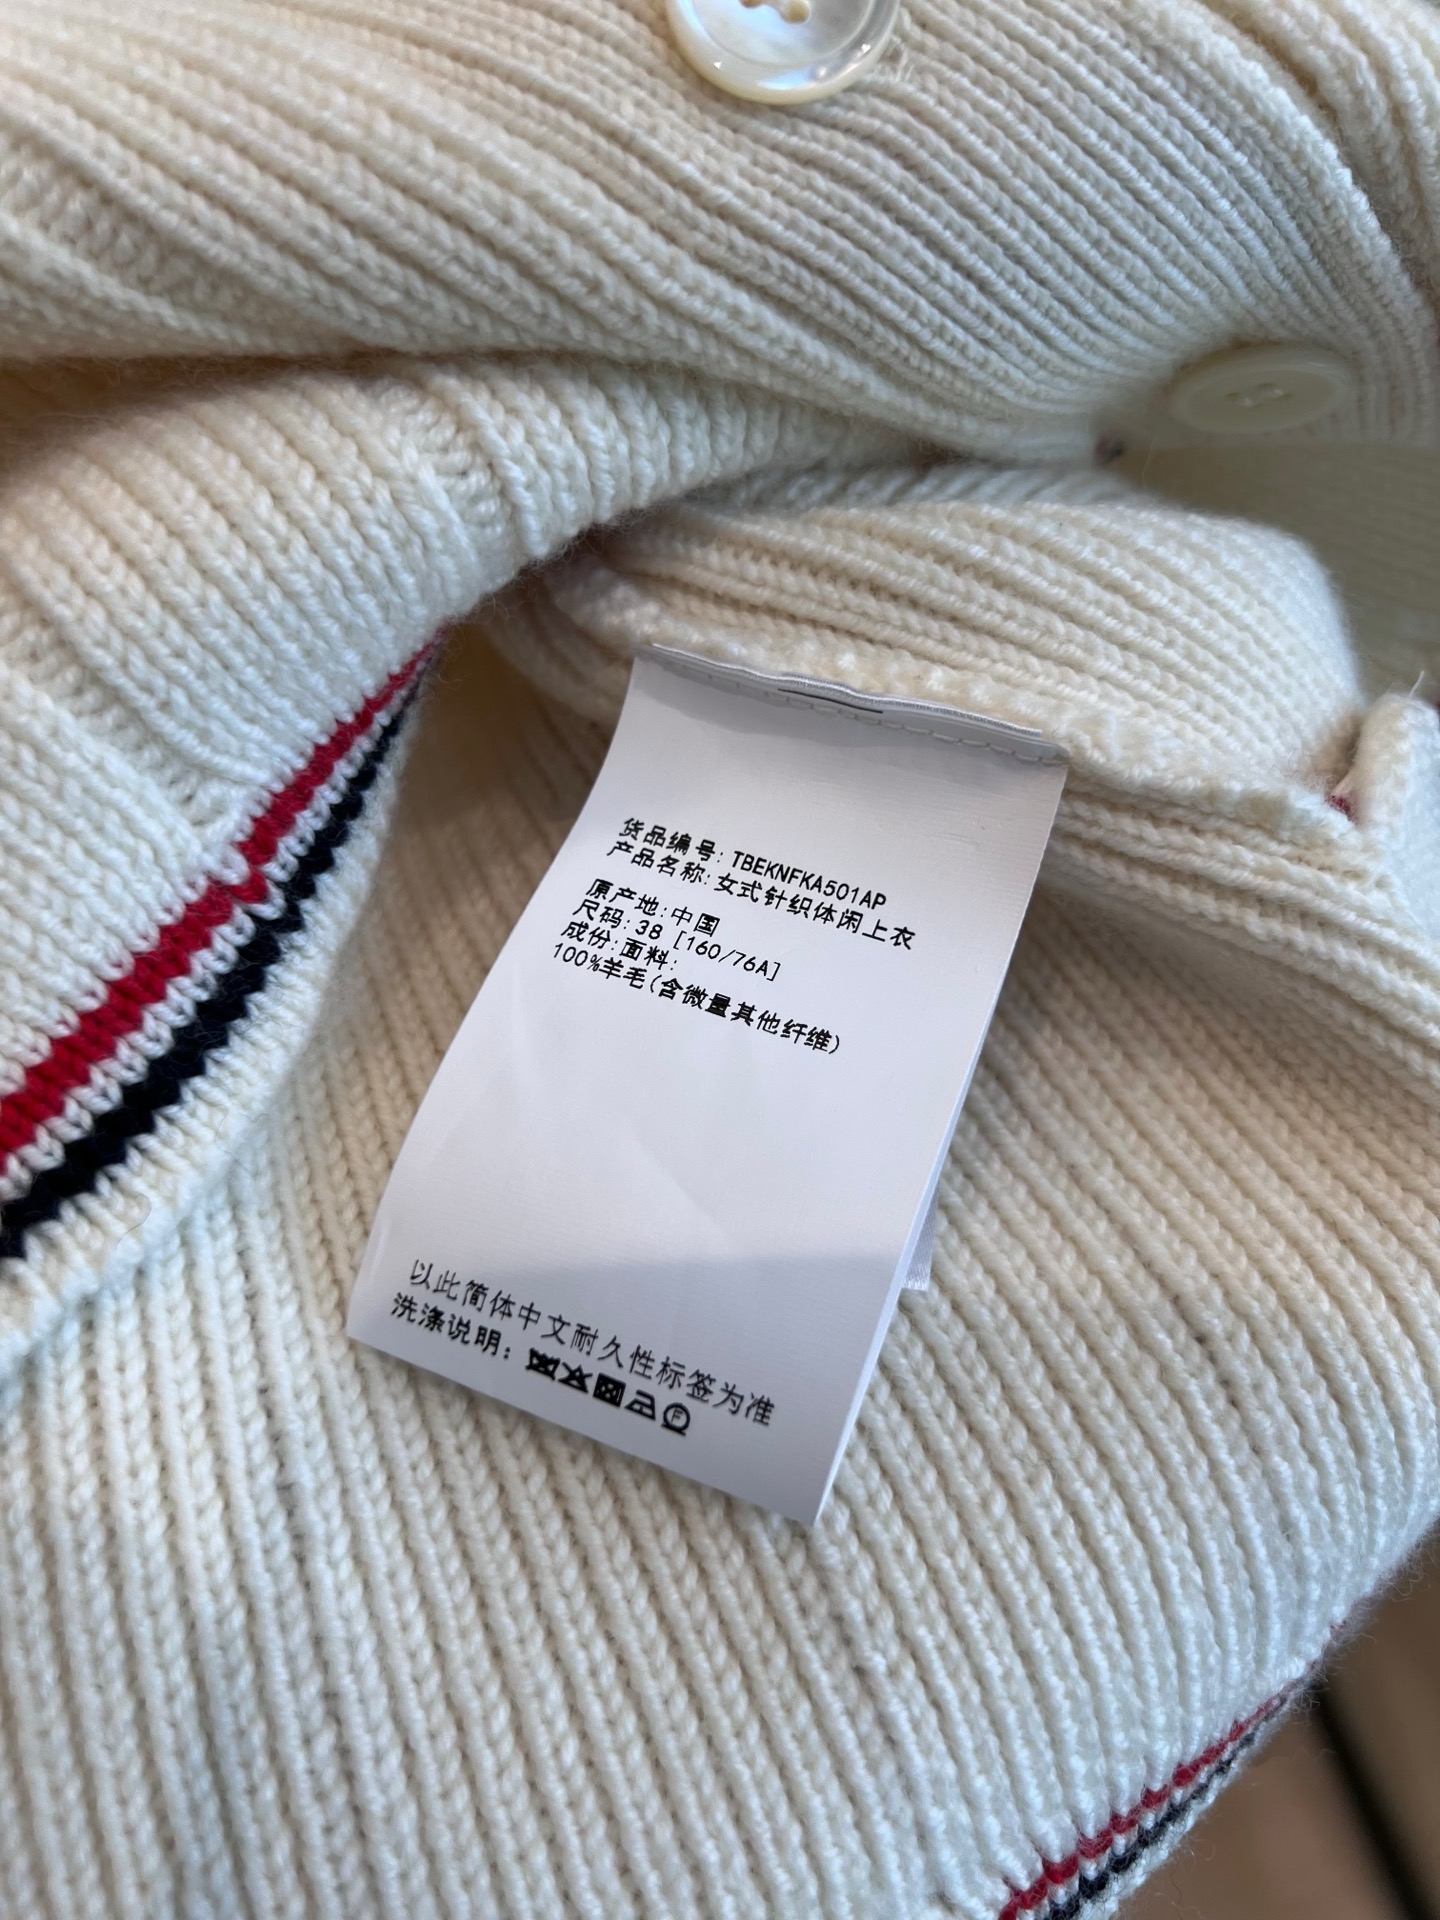 货品编号: TBEKNFKA501AP
产品名称: 女式针织休闲上衣
原产地: 中国
尺码: 38 [160/76A]
成份: 面料:
100%羊毛(含微量其他纤维)
以此简体中文耐久性标签为准
洗涤说明:
F